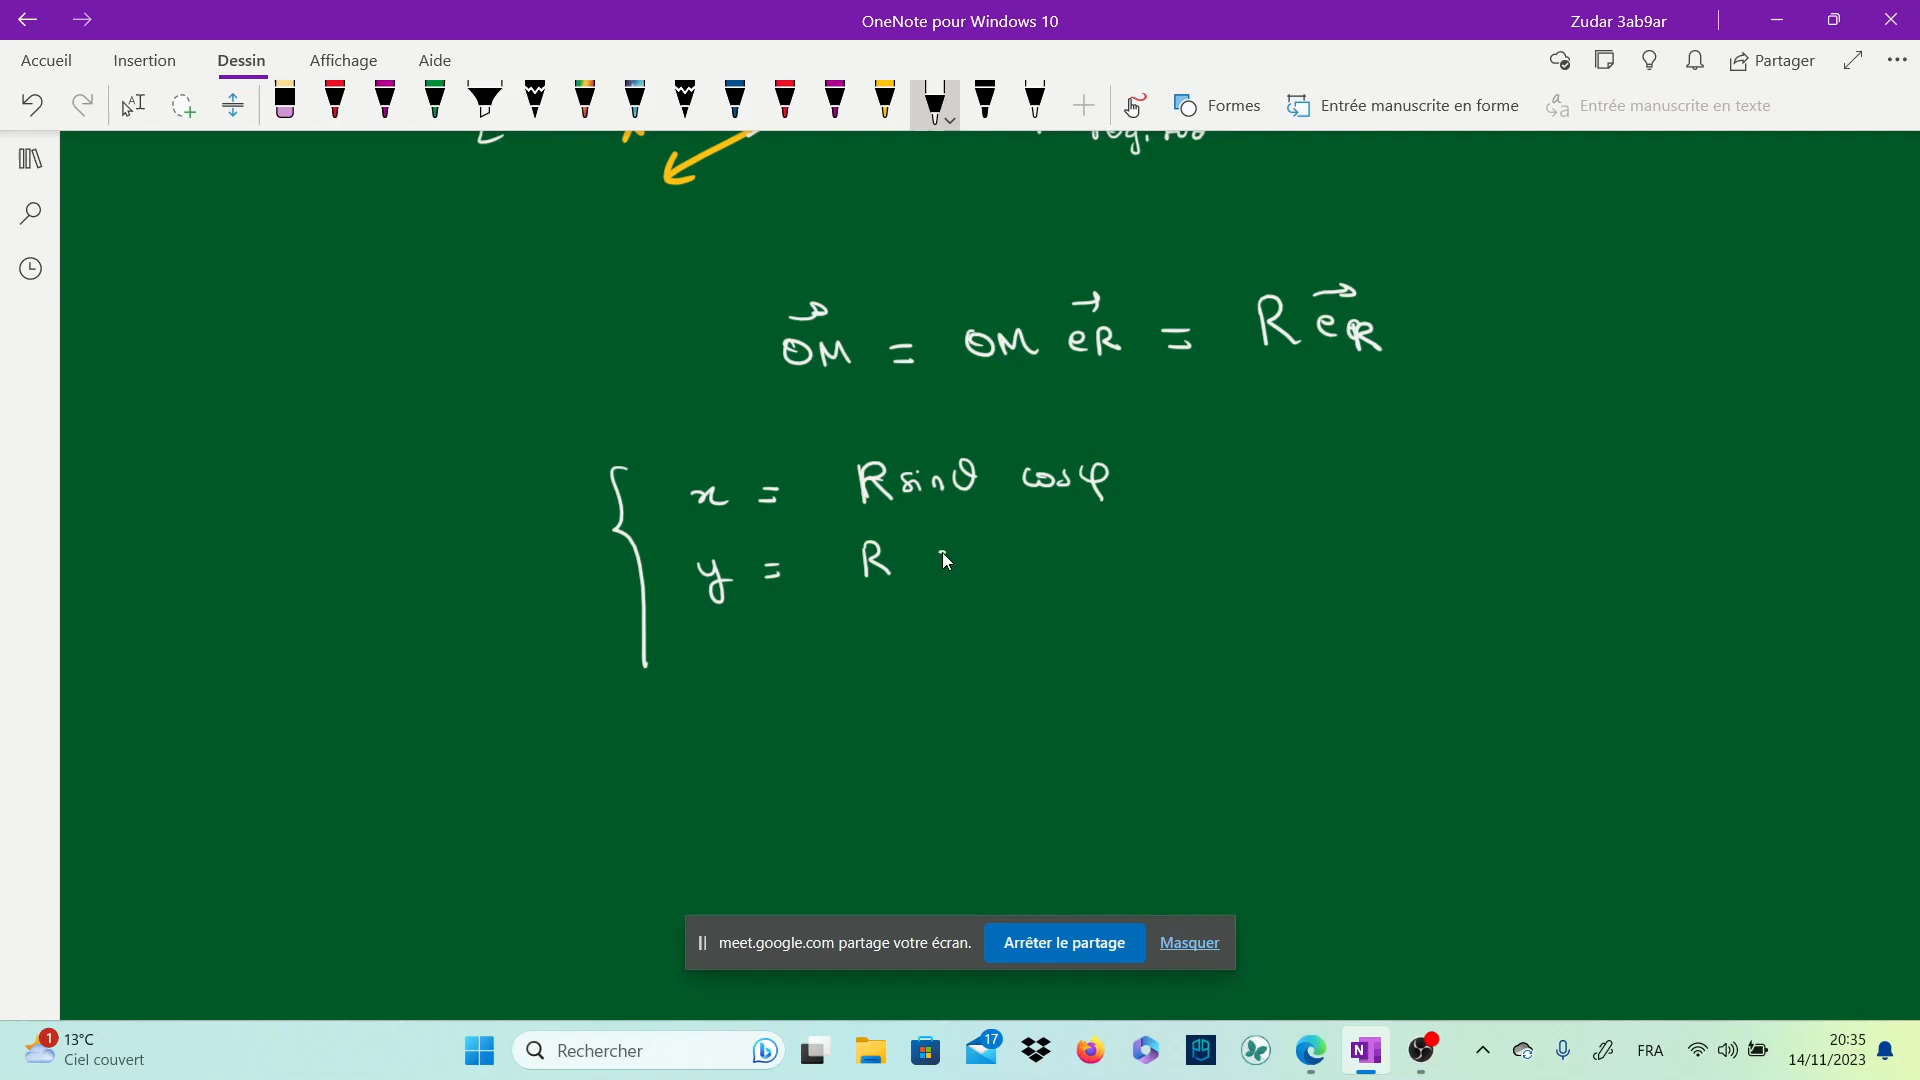 OneNote pour Windows 10
Zudar 3ab9ar
Accueil Insertion Dessin Affichage Aide
Partager
Formes Entrée manuscrite en forme Entrée manuscrite en texte
OM⃗ = OM eR⃗ = R eR⃗
x = R sinθ cosφ
y = R
meet.google.com partage votre écran. Arrêter le partage Masquer
1 13°C
Ciel couvert
Rechercher
17
FRA
20:35
14/11/2023